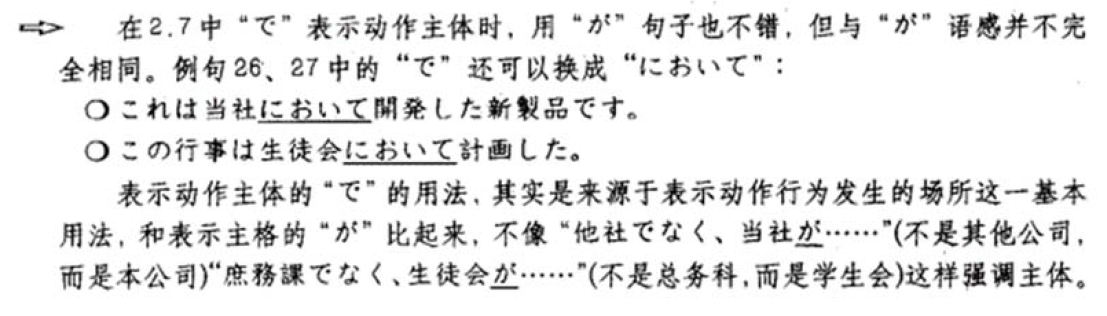 ⇨ 在2.7中“で”表示动作主体时，用“が”句子也不错，但与“が”语感并不完
全相同。例句26、27中的“で”还可以换成“において”：
○これは当社において開発した新製品です。
○この行事は生徒会において計画した。
表示动作主体的“で”的用法，其实是来源于表示动作行为发生的场所这一基本
用法，和表示主格的“が”比起来，不像“他社でなく、当社が……”(不是其他公司，
而是本公司)“庶務課でなく、生徒会が……”(不是总务科，而是学生会)这样强调主体。